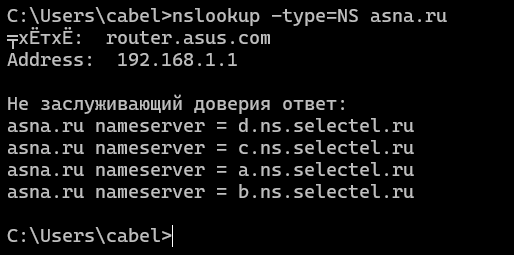 C:\Users\cabel>nslookup -type=NS asna.ru
╤хЁтхЁ:  router.asus.com
Address:  192.168.1.1

Не заслуживающий доверия ответ:
asna.ru nameserver = d.ns.selectel.ru
asna.ru nameserver = c.ns.selectel.ru
asna.ru nameserver = a.ns.selectel.ru
asna.ru nameserver = b.ns.selectel.ru

C:\Users\cabel>